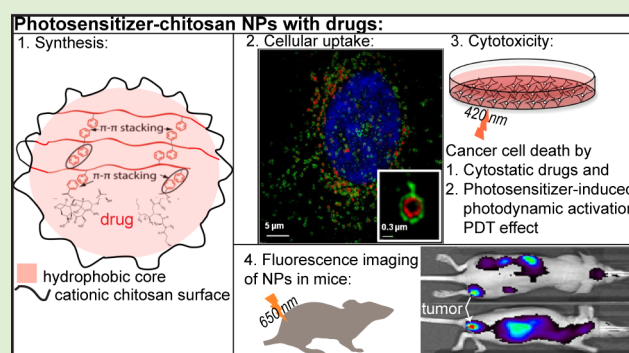 Photosensitizer-chitosan NPs with drugs:
1. Synthesis:
π-π stacking
π-π stacking
drug
hydrophobic core
cationic chitosan surface
2. Cellular uptake:
5 μm
0.3 μm
3. Cytotoxicity:
420 nm
Cancer cell death by
1. Cytostatic drugs and
2. Photosensitizer-induced
photodynamic activation
PDT effect
4. Fluorescence imaging
of NPs in mice:
650 nm
tumor